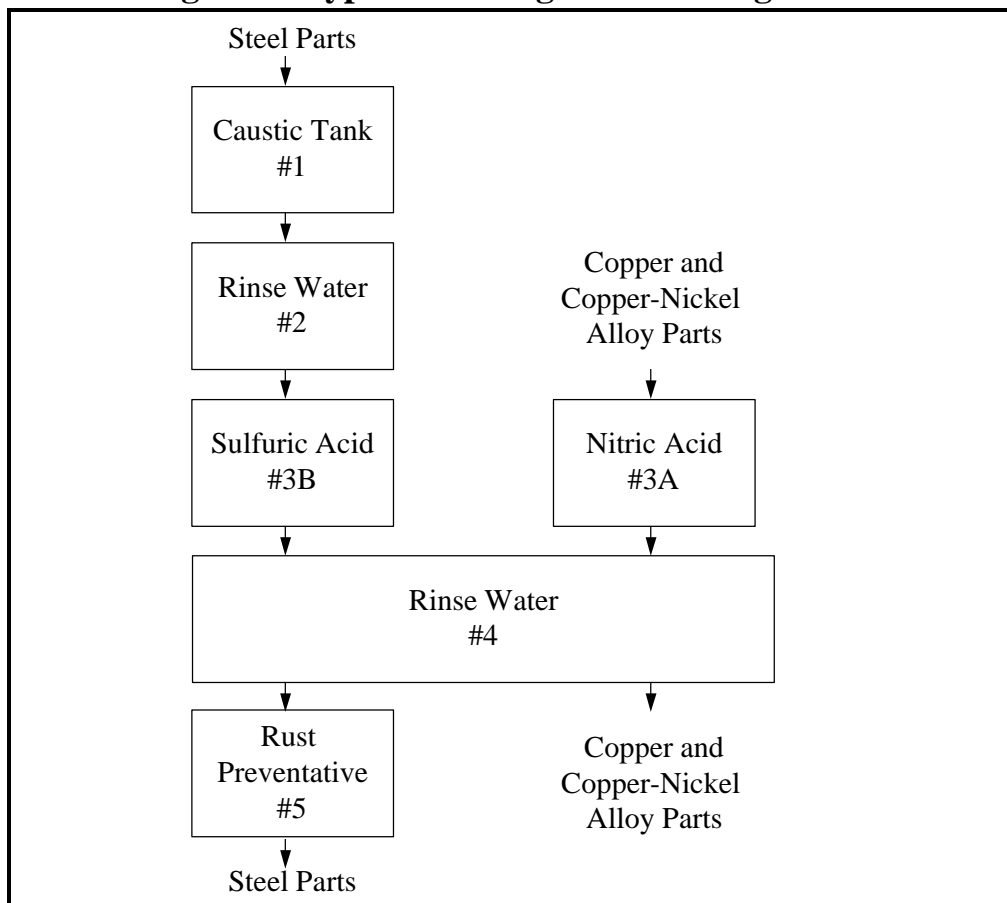 Steel Parts
Caustic Tank
#1
Rinse Water
#2
Copper and
Copper-Nickel
Alloy Parts
Sulfuric Acid
#3B
Nitric Acid
#3A
Rinse Water
#4
Rust
Preventative
#5
Copper and
Copper-Nickel
Alloy Parts
Steel Parts